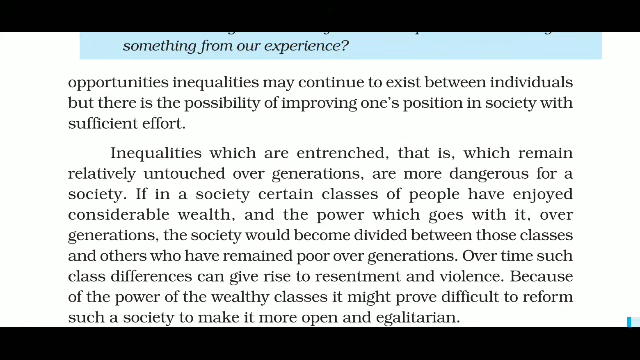 something from our experience?
opportunities inequalities may continue to exist between individuals
but there is the possibility of improving one's position in society with
sufficient effort.
Inequalities which are entrenched, that is, which remain
relatively untouched over generations, are more dangerous for a
society. If in a society certain classes of people have enjoyed
considerable wealth, and the power which goes with it, over
generations, the society would become divided between those classes
and others who have remained poor over generations. Over time such
class differences can give rise to resentment and violence. Because
of the power of the wealthy classes it might prove difficult to reform
such a society to make it more open and egalitarian.